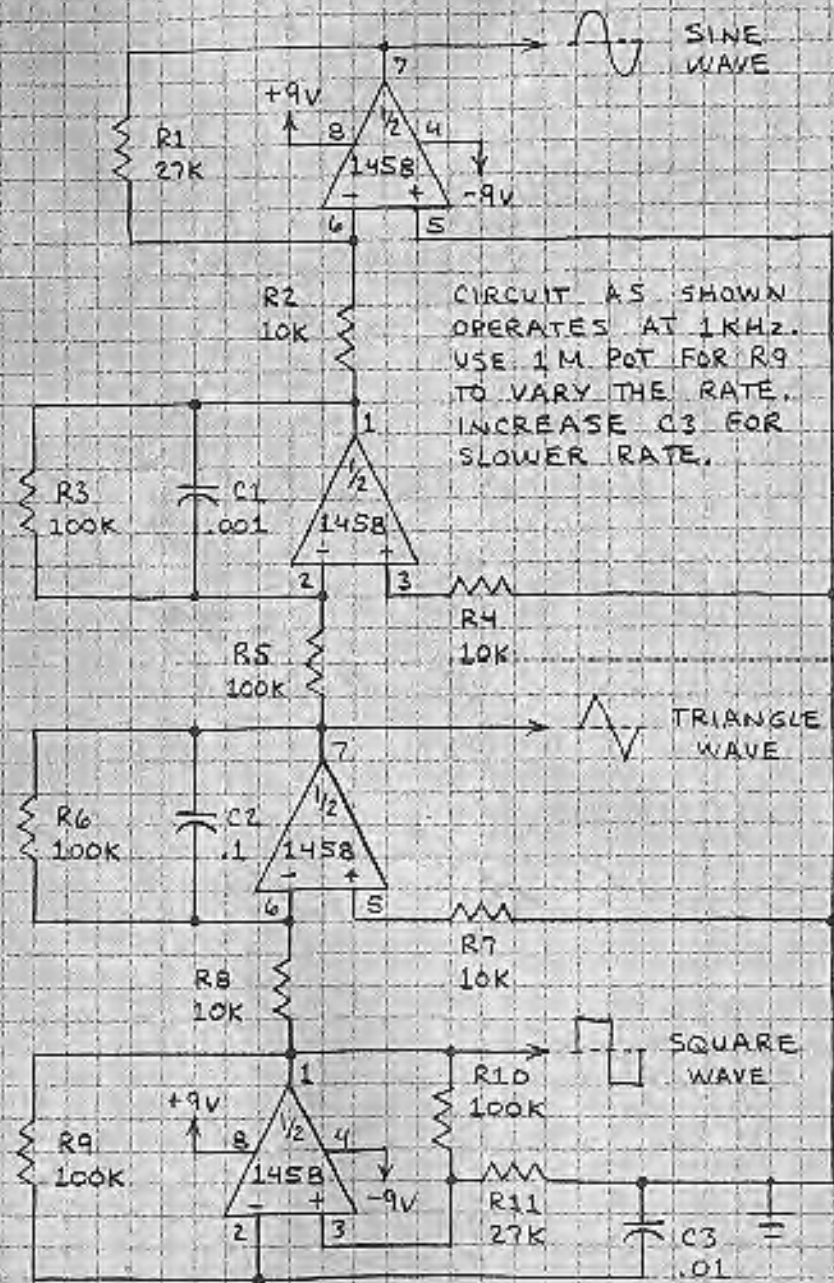 SINE
WAVE
7
+9V
8
1/2
4
1458
-9V
- +
6
5
R1
27K
R2
10K
CIRCUIT AS SHOWN
OPERATES AT 1KHz.
USE 1M POT FOR R9
TO VARY THE RATE.
INCREASE C3 FOR
SLOWER RATE.
1
1/2
1458
- +
2
3
R3
100K
C1
.001
R4
10K
R5
100K
TRIANGLE
WAVE
7
1/2
1458
- +
6
5
R6
100K
C2
.1
R7
10K
R8
10K
SQUARE
WAVE
1
R10
100K
+9V
8
1/2
4
1458
-9V
- +
2
3
R9
100K
R11
27K
C3
.01